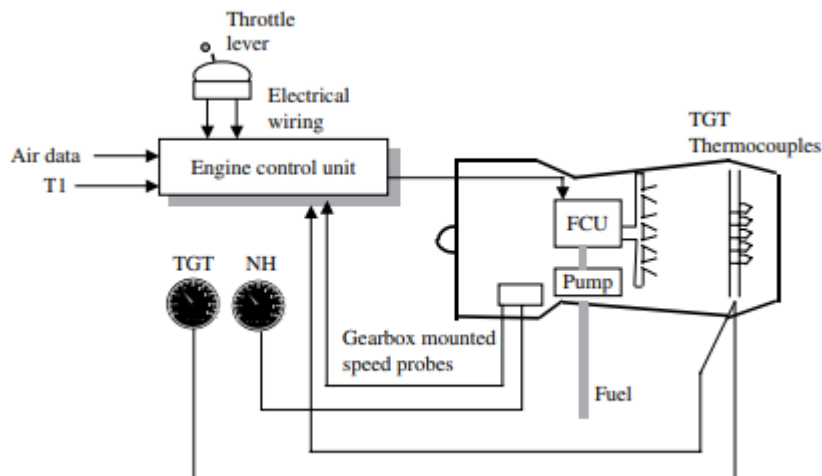 Throttle
lever
Electrical
wiring
TGT
Thermocouples
Air data
T1
Engine control unit
FCU
TGT
NH
Pump
Gearbox mounted
speed probes
Fuel